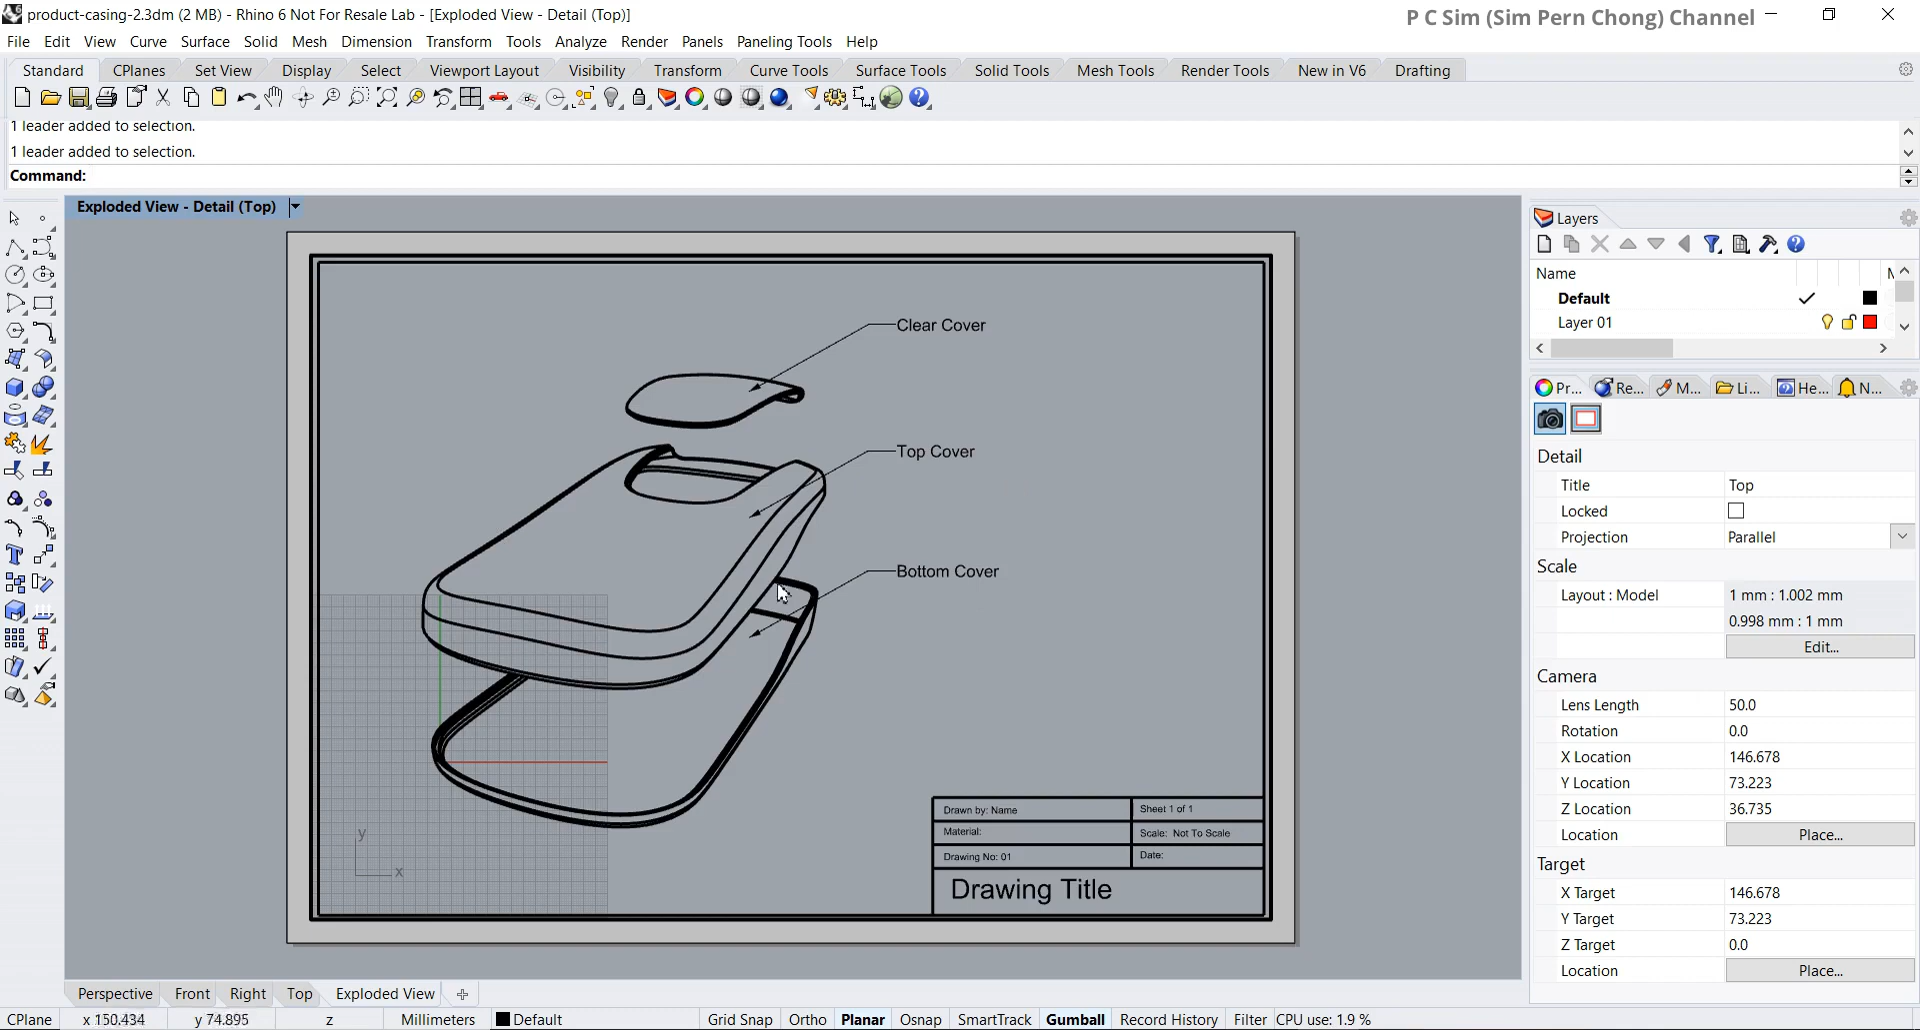 product-casing-2.3dm (2 MB) - Rhino 6 Not For Resale Lab - [Exploded View - Detail (Top)]
P C Sim (Sim Pern Chong) Channel
File Edit View Curve Surface Solid Mesh Dimension Transform Tools Analyze Render Panels Paneling Tools Help
Standard CPlanes Set View Display Select Viewport Layout Visibility Transform Curve Tools Surface Tools Solid Tools Mesh Tools Render Tools New in V6 Drafting
1 leader added to selection.
1 leader added to selection.
Command:
Exploded View - Detail (Top)
Clear Cover
Top Cover
Bottom Cover
y
x
Drawn by: Name Sheet 1 of 1
Material: Scale: Not To Scale
Drawing No: 01 Date:
Drawing Title
Layers
Name
Default
Layer 01
Pr... Re... M... Li... He... N...
Detail
Title Top
Locked
Projection Parallel
Scale
Layout : Model 1 mm : 1.002 mm
0.998 mm : 1 mm
Edit...
Camera
Lens Length 50.0
Rotation 0.0
X Location 146.678
Y Location 73.223
Z Location 36.735
Location Place...
Target
X Target 146.678
Y Target 73.223
Z Target 0.0
Location Place...
Perspective Front Right Top Exploded View
CPlane x 150.434 y 74.895 z Millimeters Default Grid Snap Ortho Planar Osnap SmartTrack Gumball Record History Filter CPU use: 1.9 %